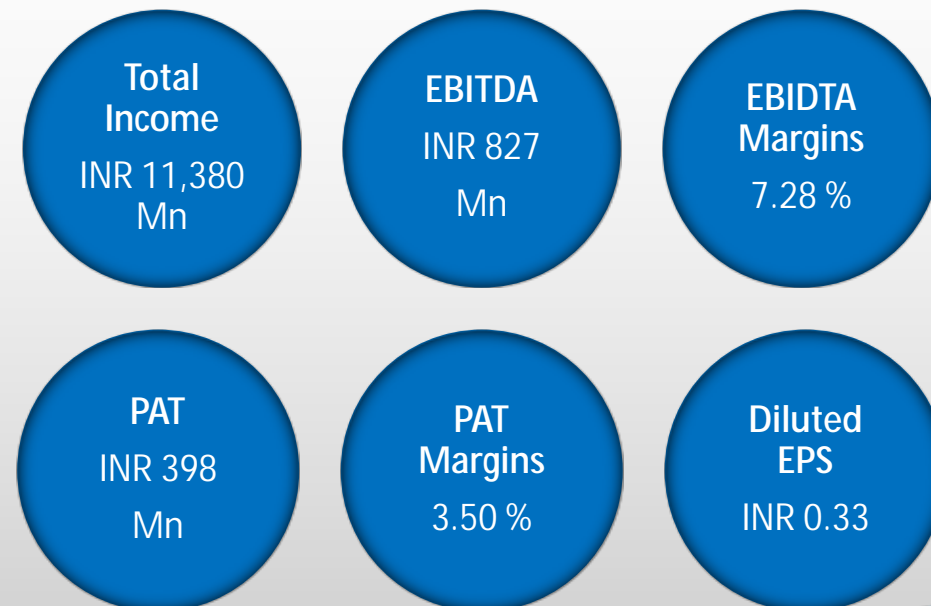 Total
Income
INR 11,380
Mn
EBITDA
INR 827
Mn
EBIDTA
Margins
7.28 %
PAT
INR 398
Mn
PAT
Margins
3.50 %
Diluted
EPS
INR 0.33